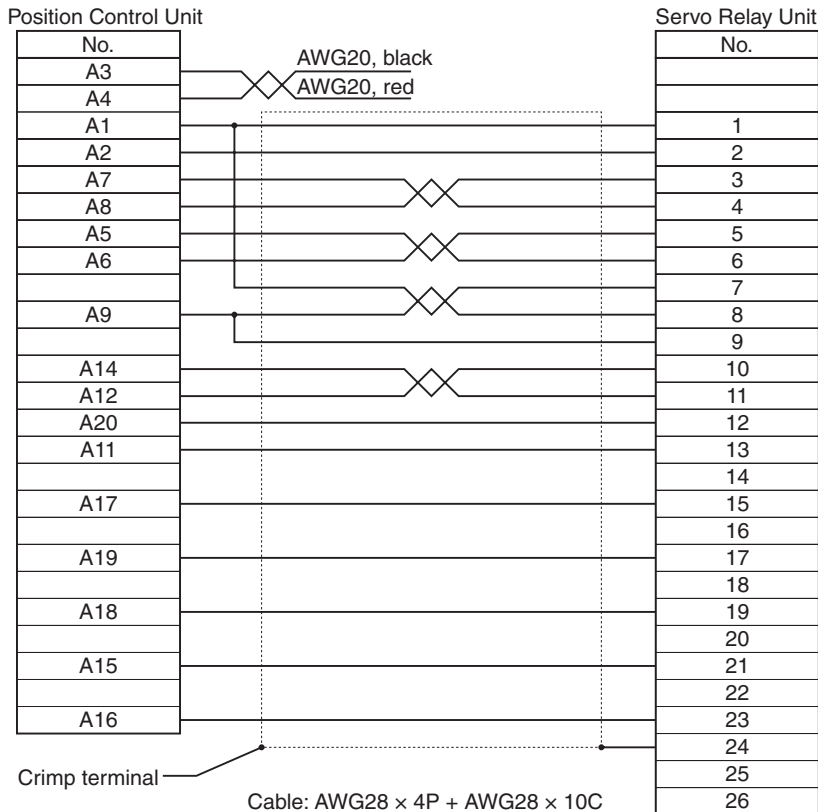 Position Control Unit Servo Relay Unit
No. No.
A3 AWG20, black
A4 AWG20, red
A1 1
A2 2
A7 3
A8 4
A5 5
A6 6
7
A9 8
9
A14 10
A12 11
A20 12
A11 13
14
A17 15
16
A19 17
18
A18 19
20
A15 21
22
A16 23
24
Crimp terminal 25
Cable: AWG28 × 4P + AWG28 × 10C 26